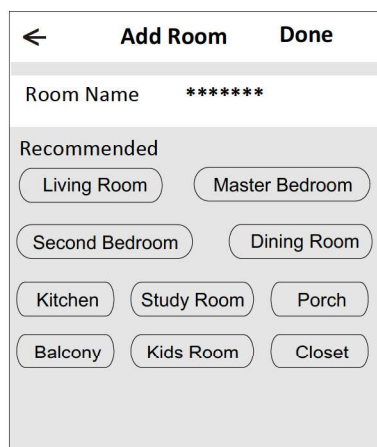 Add Room Done
Room Name *******
Recommended
Living Room Master Bedroom
Second Bedroom Dining Room
Kitchen Study Room Porch
Balcony Kids Room Closet